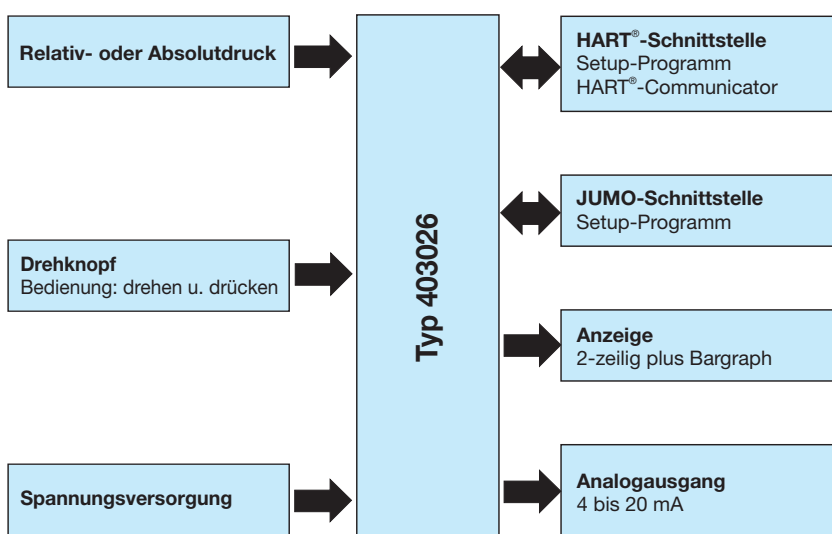 Relativ- oder Absolutdruck
Drehknopf
Bedienung: drehen u. drücken
Spannungsversorgung
Typ 403026
HART®-Schnittstelle
Setup-Programm
HART®-Communicator
JUMO-Schnittstelle
Setup-Programm
Anzeige
2-zeilig plus Bargraph
Analogausgang
4 bis 20 mA